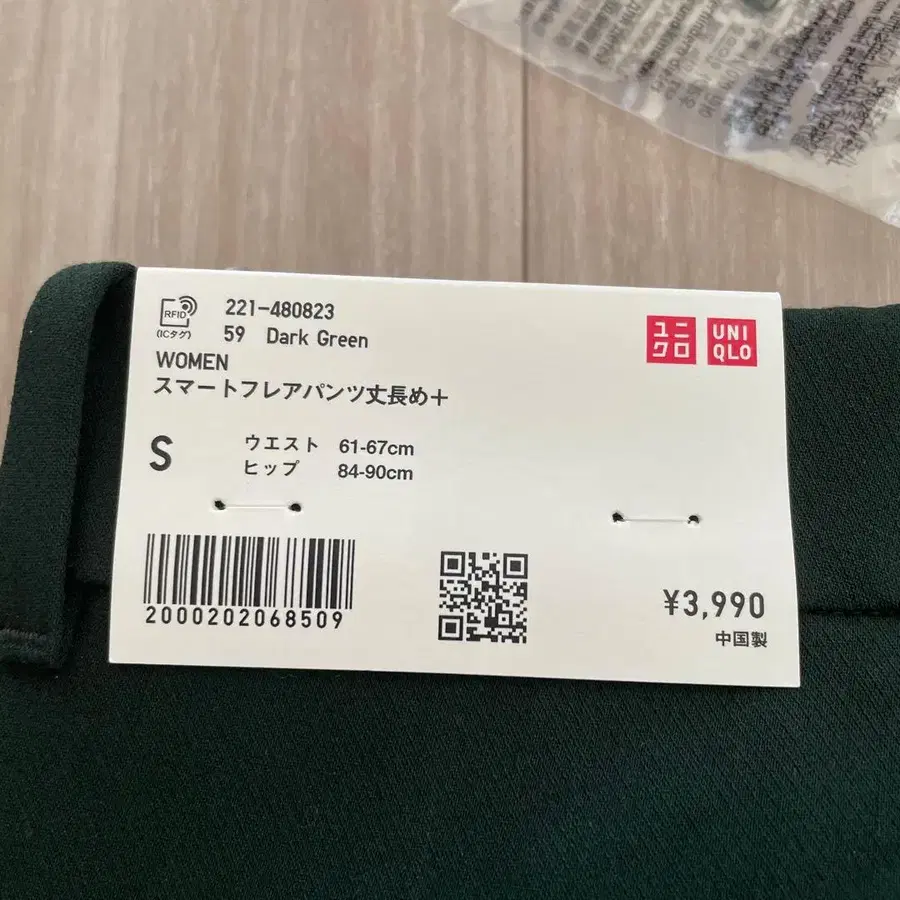 RFID
(ICタグ)
221-480823
59 Dark Green
WOMEN
スマートフレアパンツ丈長め+
ユニ
クロ
UNI
QLO
S
ウエスト 61-67cm
ヒップ 84-90cm
2000202068509
¥3,990
中国製